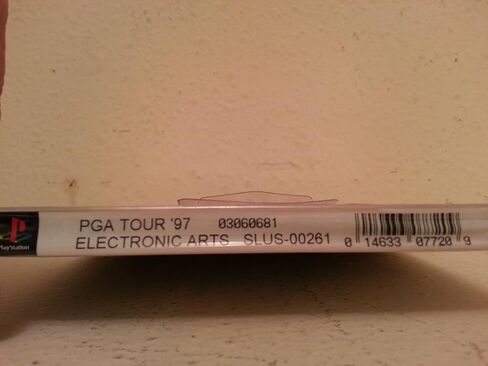 PlayStation
PGA TOUR '97 03060681
ELECTRONIC ARTS SLUS-00261
0 14633 07720 9